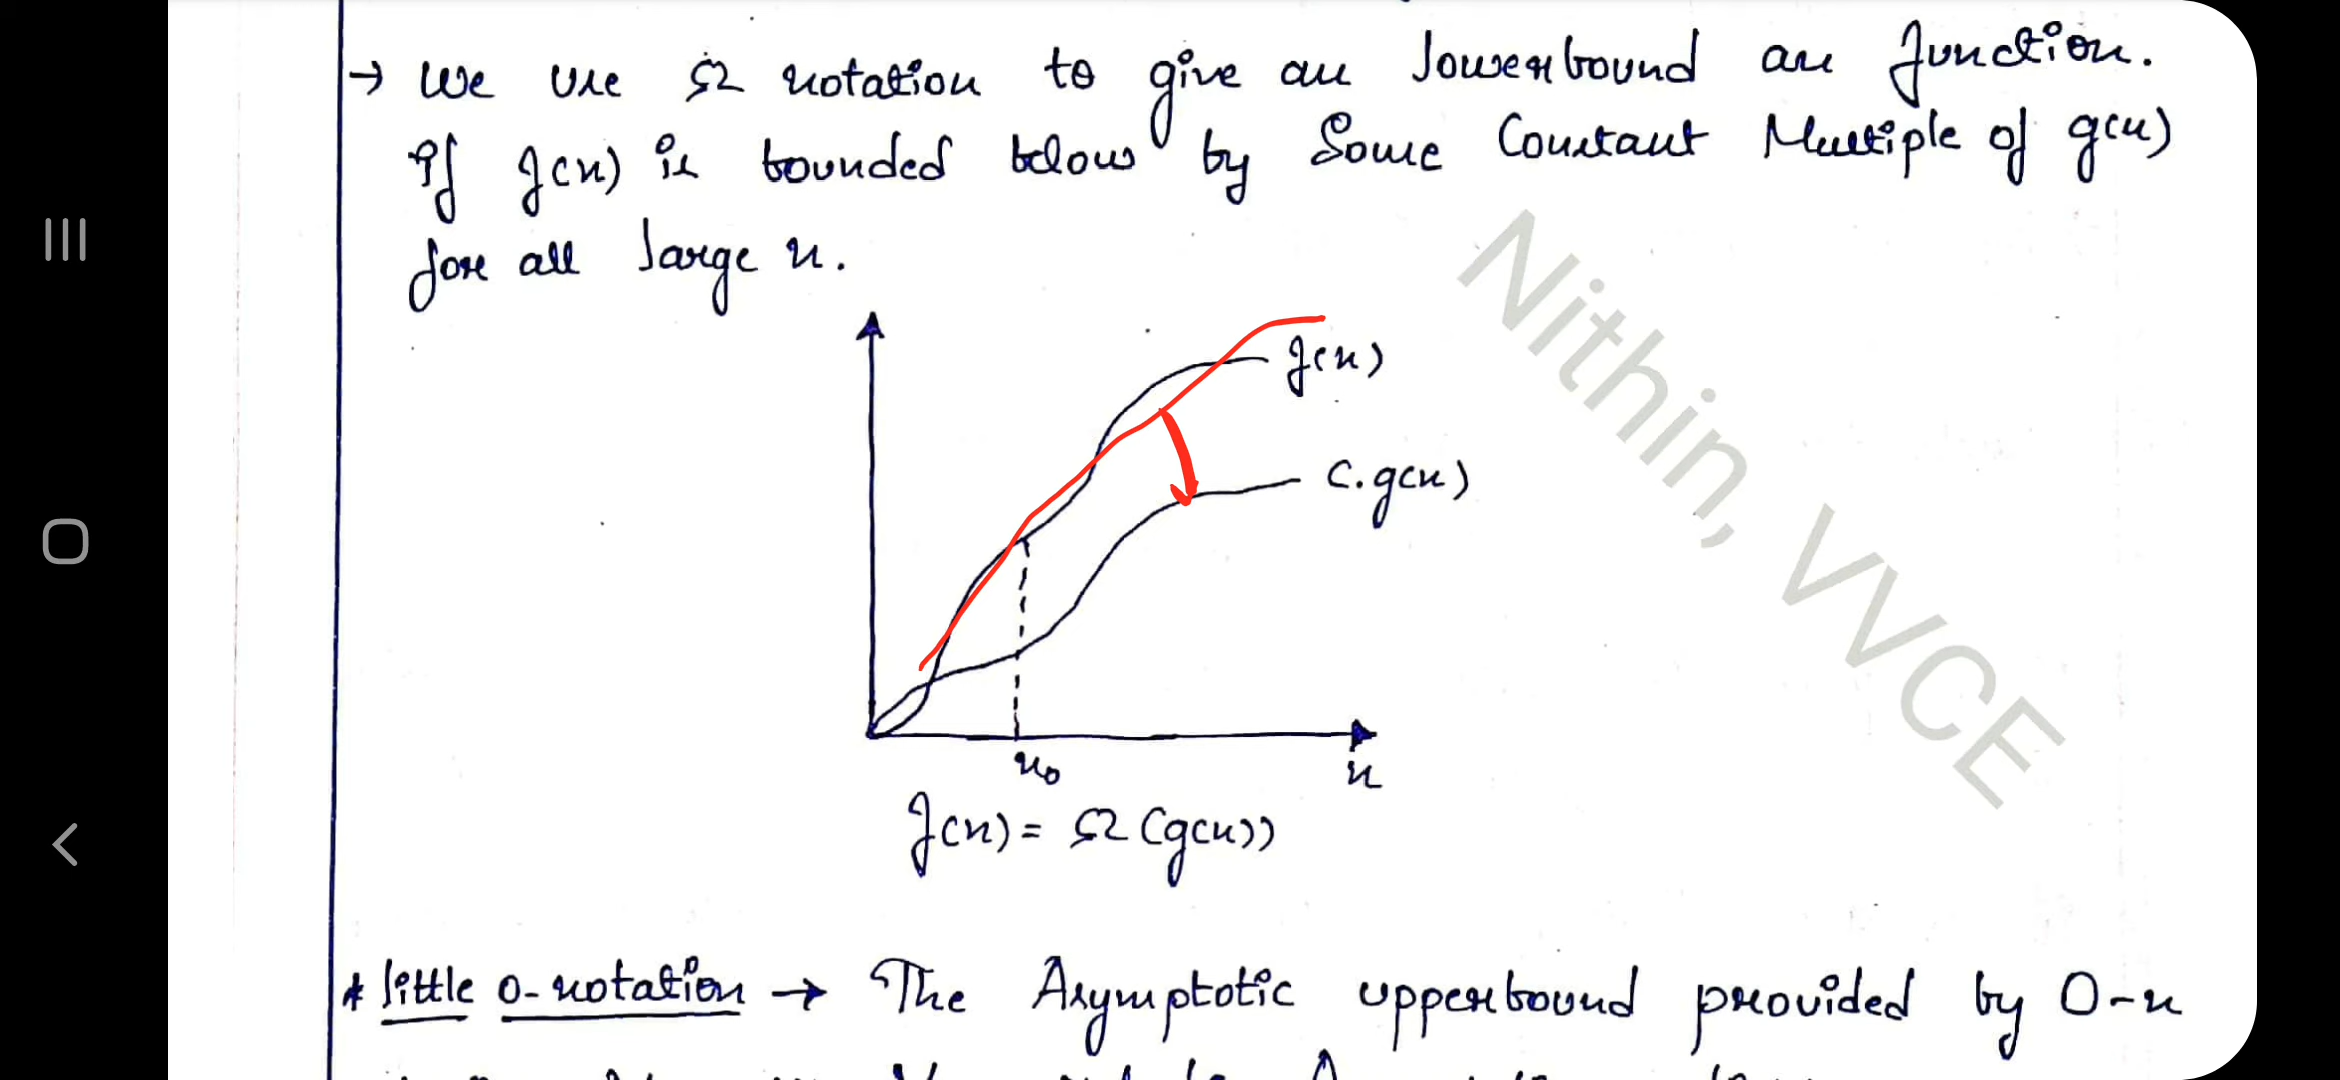 → We use Ω notation to give an lowerbound an function.
If f(n) is bounded below by Some Constant Multiple of g(n)
for all large n.
f(n)
C.g(n)
n₀
n
f(n) = Ω(g(n))
* little o-notation → The Asymptotic upperbound provided by O-n
Nithin, VVCE